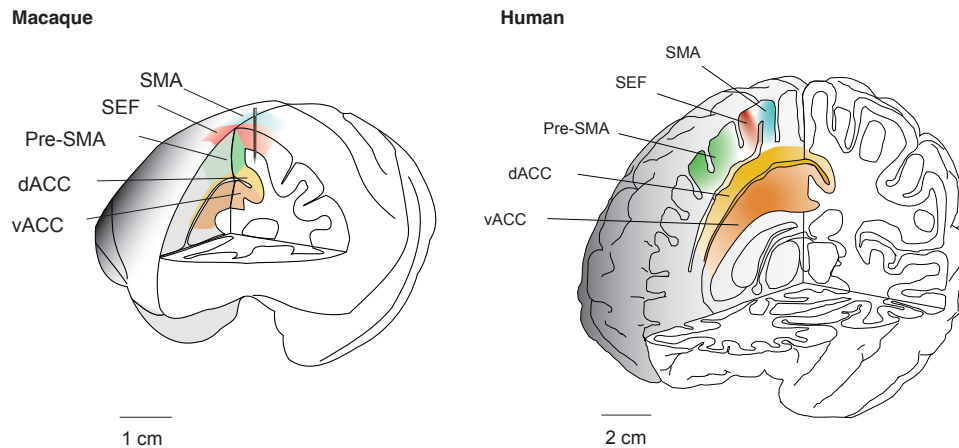 Macaque
SMA
SEF
Pre-SMA
dACC
vACC
1 cm
Human
SMA
SEF
Pre-SMA
dACC
vACC
2 cm